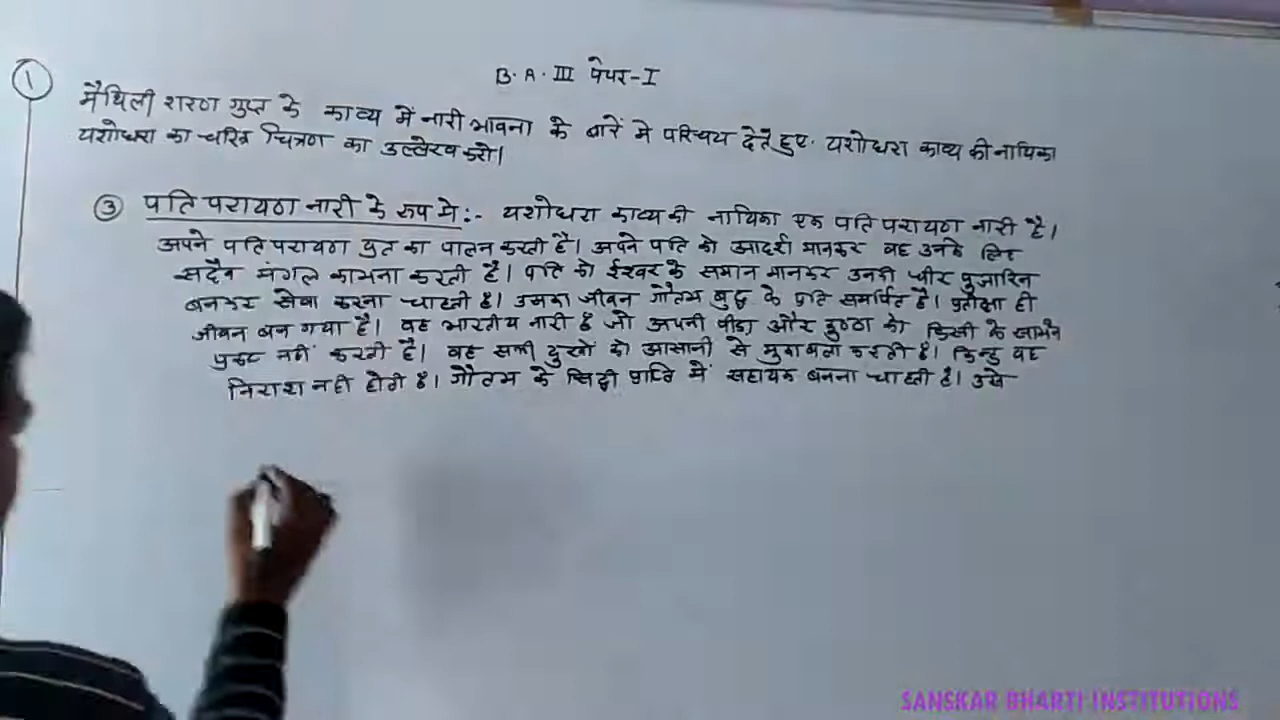 B.A.III पेपर-I
① मैथिली शरण गुप्त के काव्य में नारी भावना के बारें मे परिचय देते हुए यशोधरा काव्य की नायिका
यशोधरा का चरित्र चित्रण का उल्लेख करो।
③ पति परायण नारी के रूप मे:- यशोधरा काव्य की नायिका एक पति परायण नारी है।
अपने पति परायण व्रत का पालन करती है। अपने पति को आदर्श मानकर वह उनके लिए
सदैव मंगल कामना करती है। पति को ईश्वर के समान मानकर उनकी चीर पुजारिन
बनकर सेवा करना चाहती है। उसका जीवन गौतम बुद्ध के प्रति समर्पित है। प्रतीक्षा ही
जीवन बन गया है। वह भारतीय नारी है जो अपनी पीड़ा और कुण्ठा को किसी के सामने
प्रकट नहीं करती है। वह सभी दुखों को आसानी से मुकाबला करती है। किन्तु वह
निराश नही होती है। गौतम के सिद्धी प्राप्ति में सहायक बनना चाहती है। उसे
SANSKAR BHARTI INSTITUTIONS